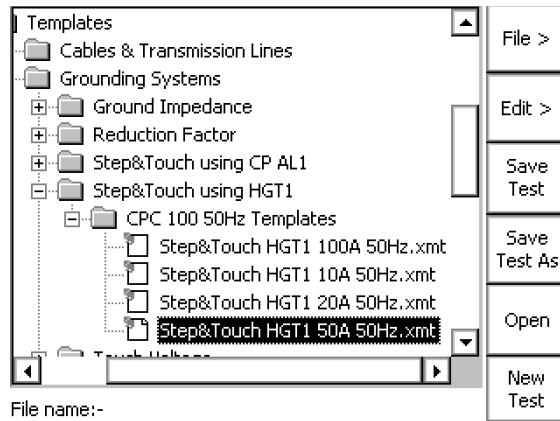 Templates
Cables & Transmission Lines
Grounding Systems
Ground Impedance
Reduction Factor
Step&Touch using CP AL1
Step&Touch using HGT1
CPC 100 50Hz Templates
Step&Touch HGT1 100A 50Hz.xmt
Step&Touch HGT1 10A 50Hz.xmt
Step&Touch HGT1 20A 50Hz.xmt
Step&Touch HGT1 50A 50Hz.xmt
Touch Voltage
File name:-
File >
Edit >
Save
Test
Save
Test As
Open
New
Test